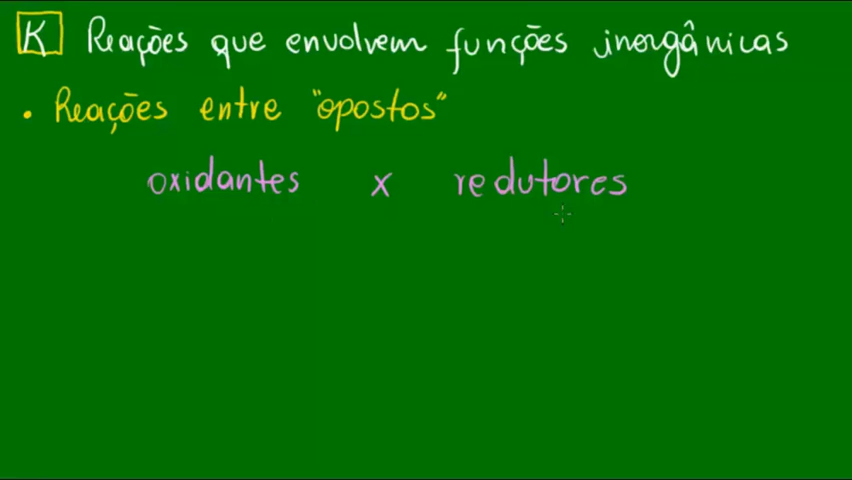 K Reações que envolvem funções inorgânicas
• Reações entre "opostos"
oxidantes x redutores